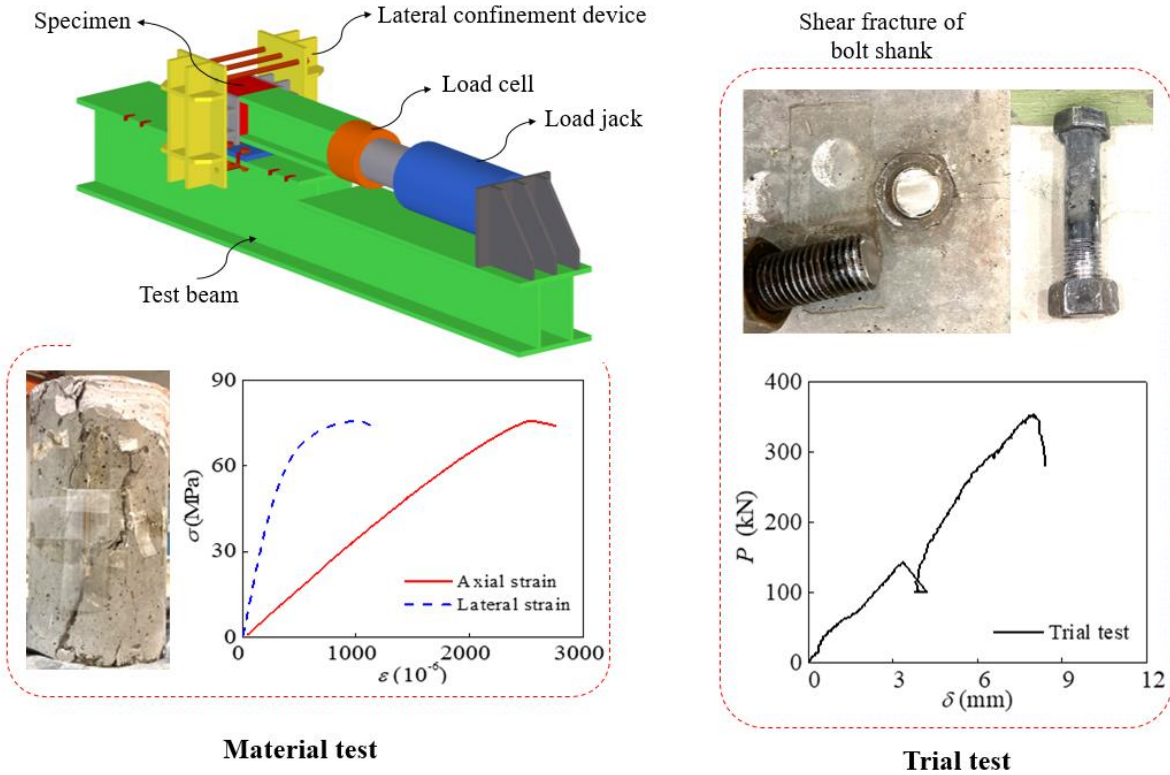 Specimen
Lateral confinement device
Load cell
Load jack
Test beam
Shear fracture of
bolt shank
90
60
30
0
σ (MPa)
Axial strain
Lateral strain
0 1000 2000 3000
ε (10⁻⁶)
Material test
400
300
200
100
0
P (kN)
Trial test
0 3 6 9 12
δ (mm)
Trial test